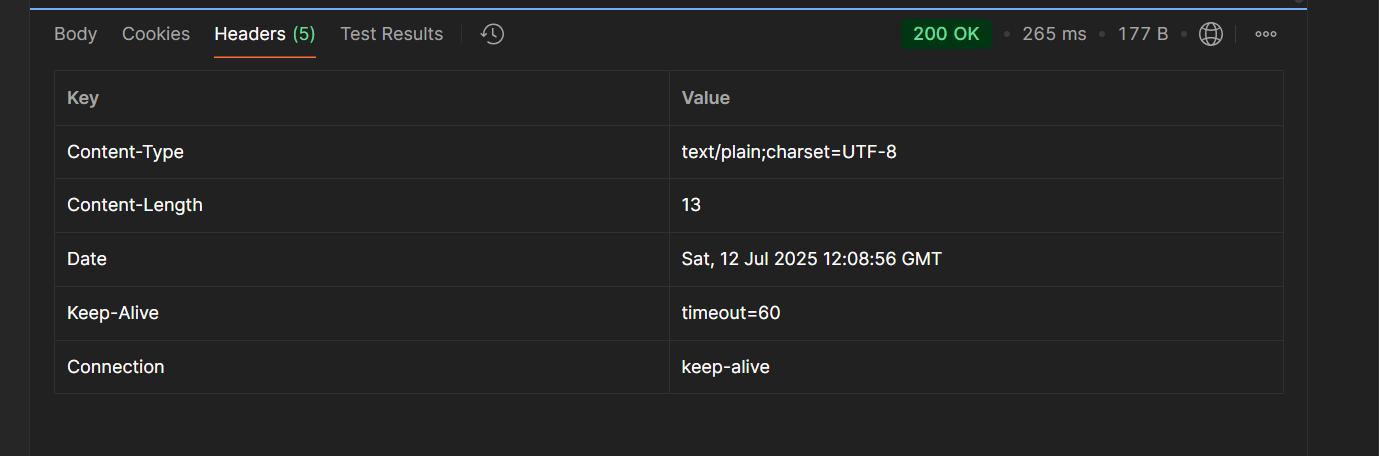 Body Cookies Headers (5) Test Results 200 OK • 265 ms • 177 B •
Key Value
Content-Type text/plain;charset=UTF-8
Content-Length 13
Date Sat, 12 Jul 2025 12:08:56 GMT
Keep-Alive timeout=60
Connection keep-alive